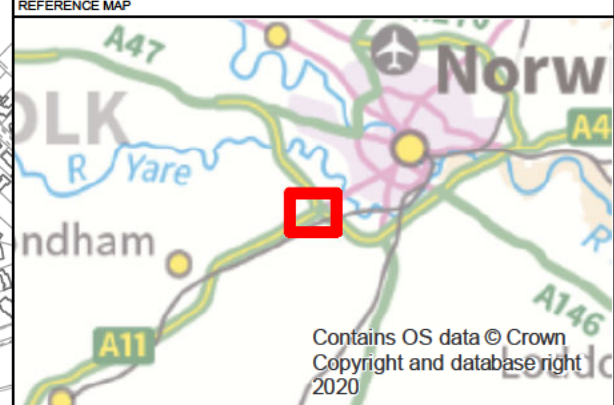 REFERENCE MAP
A47
Norw
OLK
A4
R Yare
ndham
R
A146
A11
Contains OS data © Crown
Copyright and database right
2020